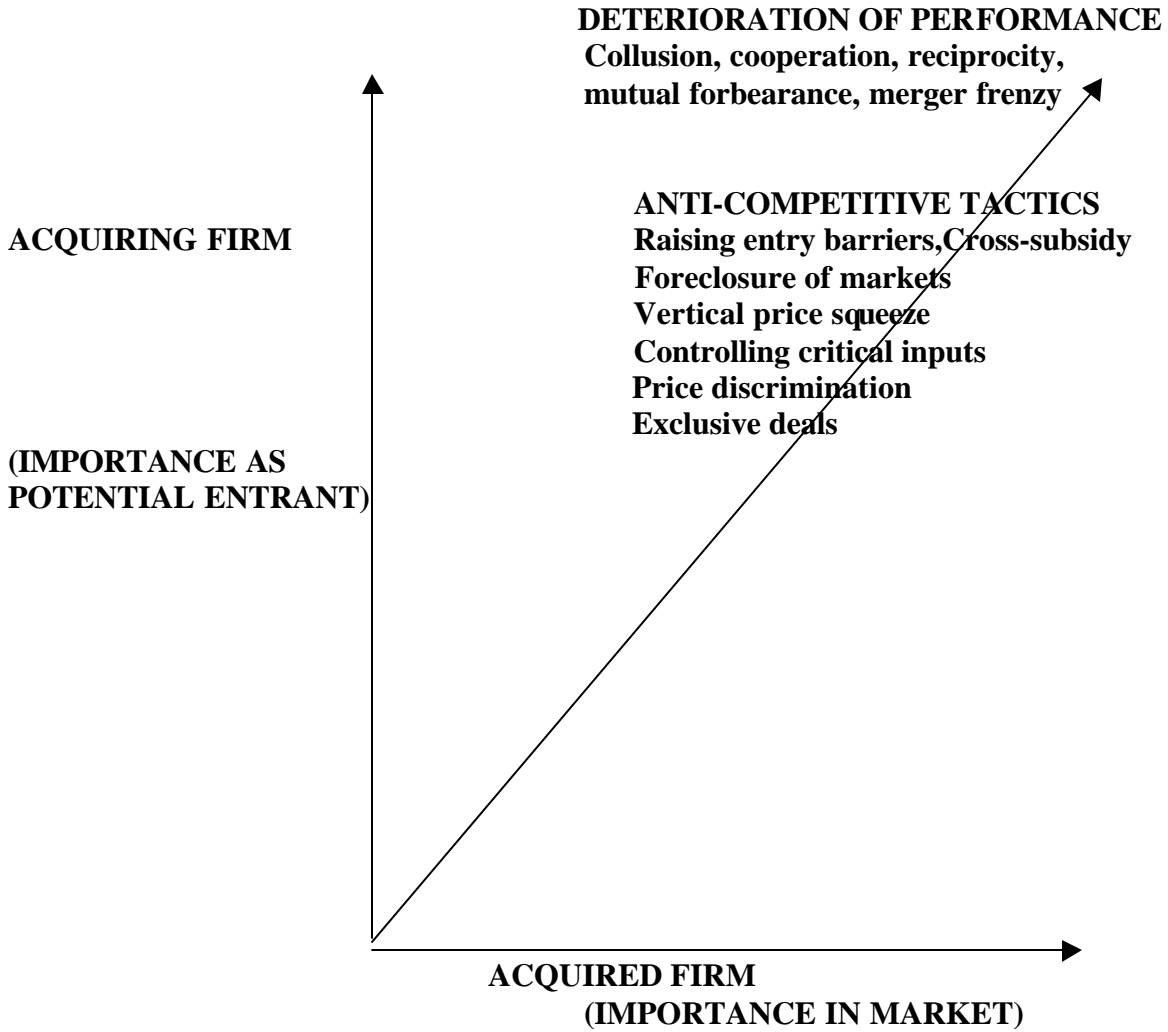 DETERIORATION OF PERFORMANCE
Collusion, cooperation, reciprocity,
mutual forbearance, merger frenzy
ANTI-COMPETITIVE TACTICS
Raising entry barriers,Cross-subsidy
Foreclosure of markets
Vertical price squeeze
Controlling critical inputs
Price discrimination
Exclusive deals
ACQUIRING FIRM
(IMPORTANCE AS
POTENTIAL ENTRANT)
ACQUIRED FIRM
(IMPORTANCE IN MARKET)